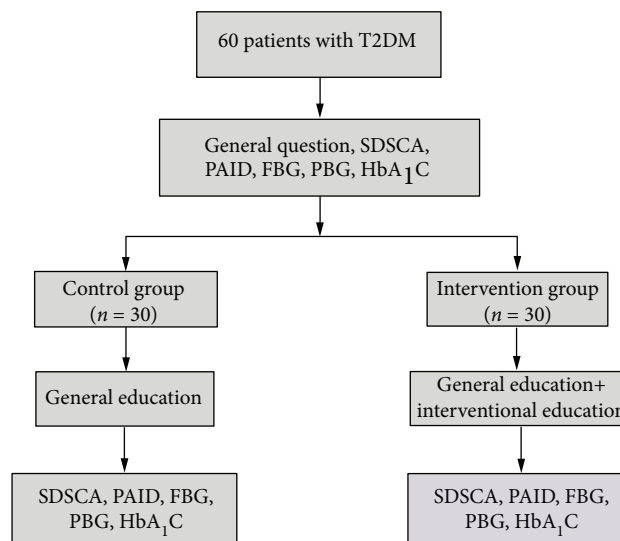 60 patients with T2DM
General question, SDSCA,
PAID, FBG, PBG, HbA₁C
Control group
(n = 30)
Intervention group
(n = 30)
General education
General education+
interventional education
SDSCA, PAID, FBG,
PBG, HbA₁C
SDSCA, PAID, FBG,
PBG, HbA₁C